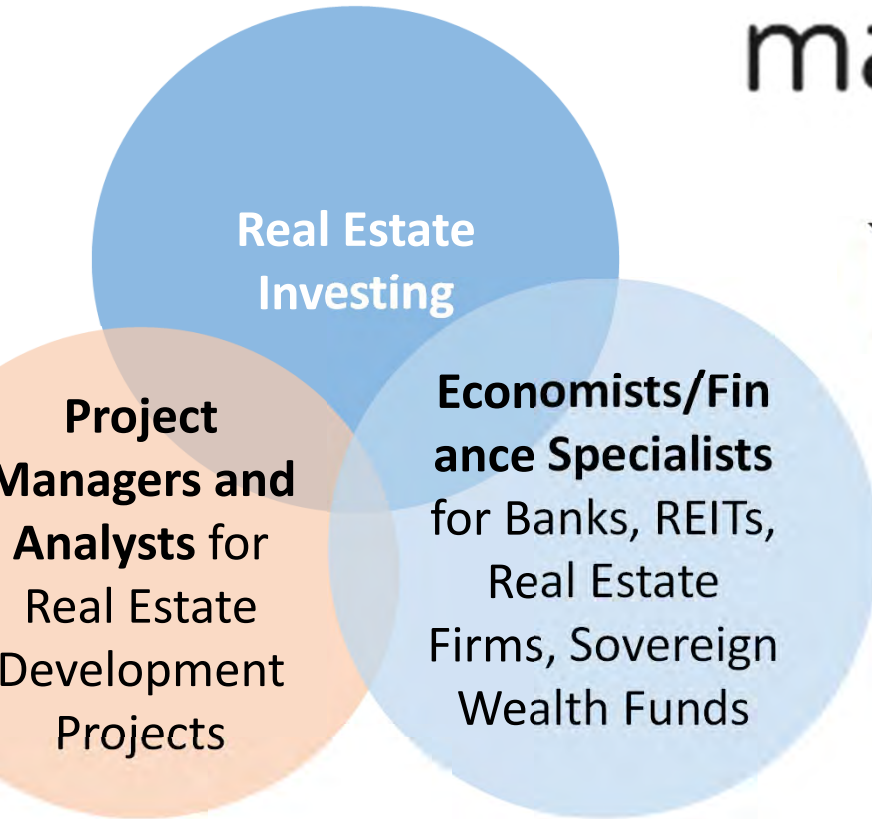 ma
Real Estate
Investing
Project
Managers and
Analysts for
Real Estate
Development
Projects
Economists/Fin
ance Specialists
for Banks, REITs,
Real Estate
Firms, Sovereign
Wealth Funds